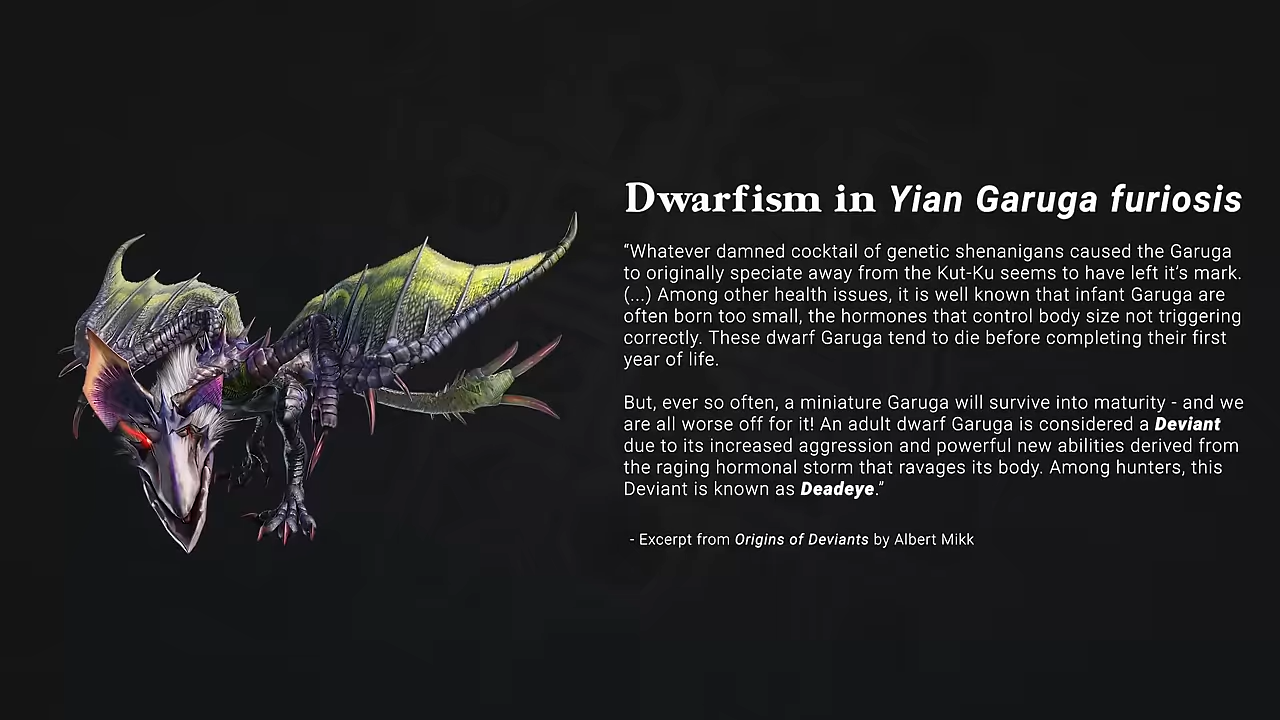 Dwarfism in Yian Garuga furiosis
“Whatever damned cocktail of genetic shenanigans caused the Garuga
to originally speciate away from the Kut-Ku seems to have left it’s mark.
(...) Among other health issues, it is well known that infant Garuga are
often born too small, the hormones that control body size not triggering
correctly. These dwarf Garuga tend to die before completing their first
year of life.
But, ever so often, a miniature Garuga will survive into maturity - and we
are all worse off for it! An adult dwarf Garuga is considered a Deviant
due to its increased aggression and powerful new abilities derived from
the raging hormonal storm that ravages its body. Among hunters, this
Deviant is known as Deadeye.”
- Excerpt from Origins of Deviants by Albert Mikk